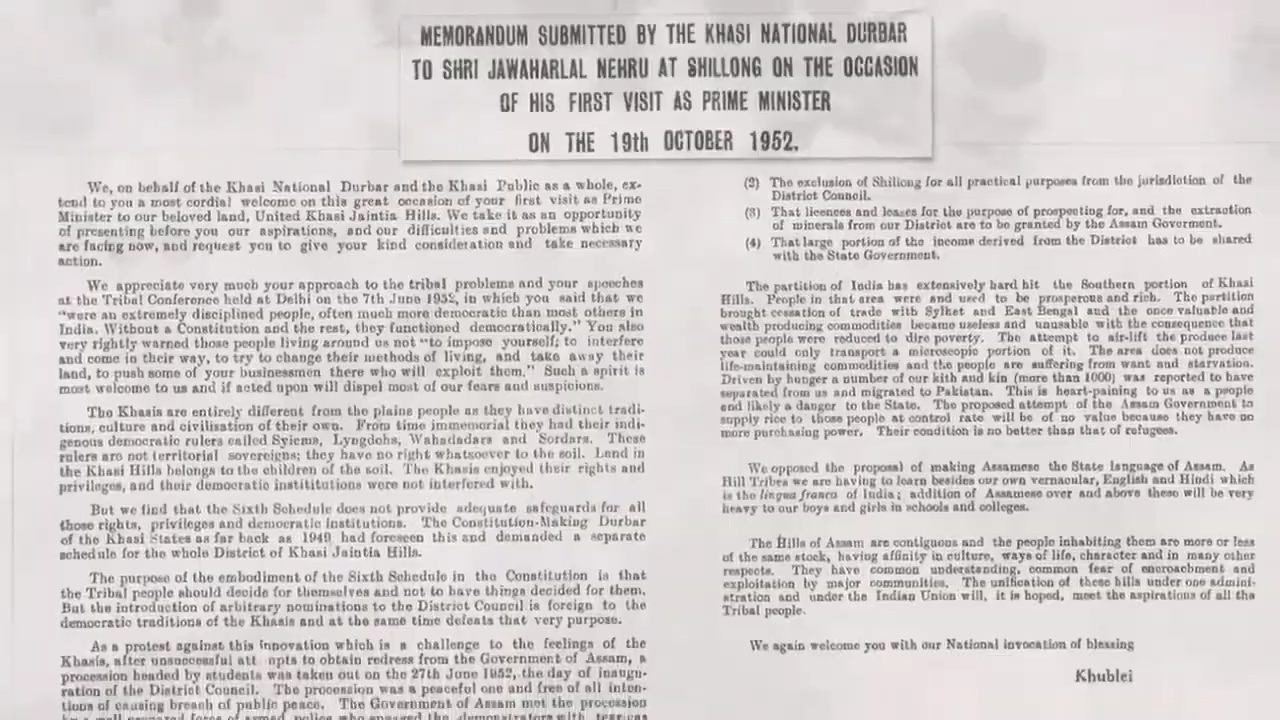 MEMORANDUM SUBMITTED BY THE KHASI NATIONAL DURBAR
TO SHRI JAWAHARLAL NEHRU AT SHILLONG ON THE OCCASION
OF HIS FIRST VISIT AS PRIME MINISTER
ON THE 19th OCTOBER 1952.
We, on behalf of the Khasi National Durbar and the Khasi Public as a whole, ex-
tend to you a most cordial welcome on this great occasion of your first visit as Prime
Minister to our beloved land, United Khasi Jaintia Hills. We take it as an opportunity
of presenting before you our aspirations, and our difficulties and problems which we
are facing now, and request you to give your kind consideration and take necessary
action.
We appreciate very much your approach to the tribal problems and your speeches
at the Tribal Conference held at Delhi on the 7th June 1952, in which you said that we
"were an extremely disciplined people, often much more democratic than most others in
India. Without a Constitution and the rest, they functioned democratically." You also
very rightly warned those people living around us not "to impose yourself; to interfere
and come in their way, to try to change their methods of living, and take away their
land, to push some of your businessmen there who will exploit them." Such a spirit is
most welcome to us and if acted upon will dispel most of our fears and suspicions.
The Khasis are entirely different from the plains people as they have distinct tradi-
tions, culture and civilisation of their own. From time immemorial they had their indi-
genous democratic rulers called Syiems, Lyngdohs, Wahadadars and Sordars. These
rulers are not territorial sovereigns; they have no right whatsoever to the soil. Land in
the Khasi Hills belongs to the children of the soil. The Khasis enjoyed their rights and
privileges, and their democratic institutions were not interfered with.
But we find that the Sixth Schedule does not provide adequate safeguards for all
those rights, privileges and democratic institutions. The Constitution-Making Durbar
of the Khasi States as far back as 1949 had foreseen this and demanded a separate
schedule for the whole District of Khasi Jaintia Hills.
The purpose of the embodiment of the Sixth Schedule in the Constitution is that
the Tribal people should decide for themselves and not to have things decided for them.
But the introduction of arbitrary nominations to the District Council is foreign to the
democratic traditions of the Khasis and at the same time defeats that very purpose.
As a protest against this innovation which is a challenge to the feelings of the
Khasis, after unsuccessful att pts to obtain redress from the Government of Assam, a
procession headed by students was taken out on the 27th June 1952, the day of inaugu-
ration of the District Council. The procession was a peaceful one and free of all inten-
tions of causing breach of public peace. The Government of Assam met the procession
(2) The exclusion of Shillong for all practical purposes from the jurisdiction of the
District Council.
(3) That licences and leases for the purpose of prospecting for, and the extraction
of minerals from our District are to be granted by the Assam Goverment.
(4) That large portion of the income derived from the District has to be shared
with the State Government.
The partition of India has extensively hard hit the Southern portion of Khasi
Hills. People in that area were and used to be prosperous and rich. The partition
brought cessation of trade with Sylket and East Bengal and the once valuable and
wealth producing commodities became useless and unusable with the consequence that
those people were reduced to dire poverty. The attempt to air-lift the produce last
year could only transport a microscopic portion of it. The area does not produce
life-maintaining commodities and the people are suffering from want and starvation.
Driven by hunger a number of our kith and kin (more than 1000) was reported to have
separated from us and migrated to Pakistan. This is heart-paining to us as a people
and likely a danger to the State. The proposed attempt of the Assam Government to
supply rice to those people at control rate will be of no value because they have no
more purchasing power. Their condition is no better than that of refugees.
We opposed the proposal of making Assamese the State language of Assam. As
Hill Tribes we are having to learn besides our own vernacular, English and Hindi which
is the lingua franca of India; addition of Assamese over and above these will be very
heavy to our boys and girls in schools and colleges.
The Hills of Assam are contiguous and the people inhabiting them are more or less
of the same stock, having affinity in culture, ways of life, character and in many other
respects. They have common understanding, common fear of encroachment and
exploitation by major communities. The unification of these hills under one admini-
stration and under the Indian Union will, it is hoped, meet the aspirations of all the
Tribal people.
We again welcome you with our National invocation of blessing
Khublei